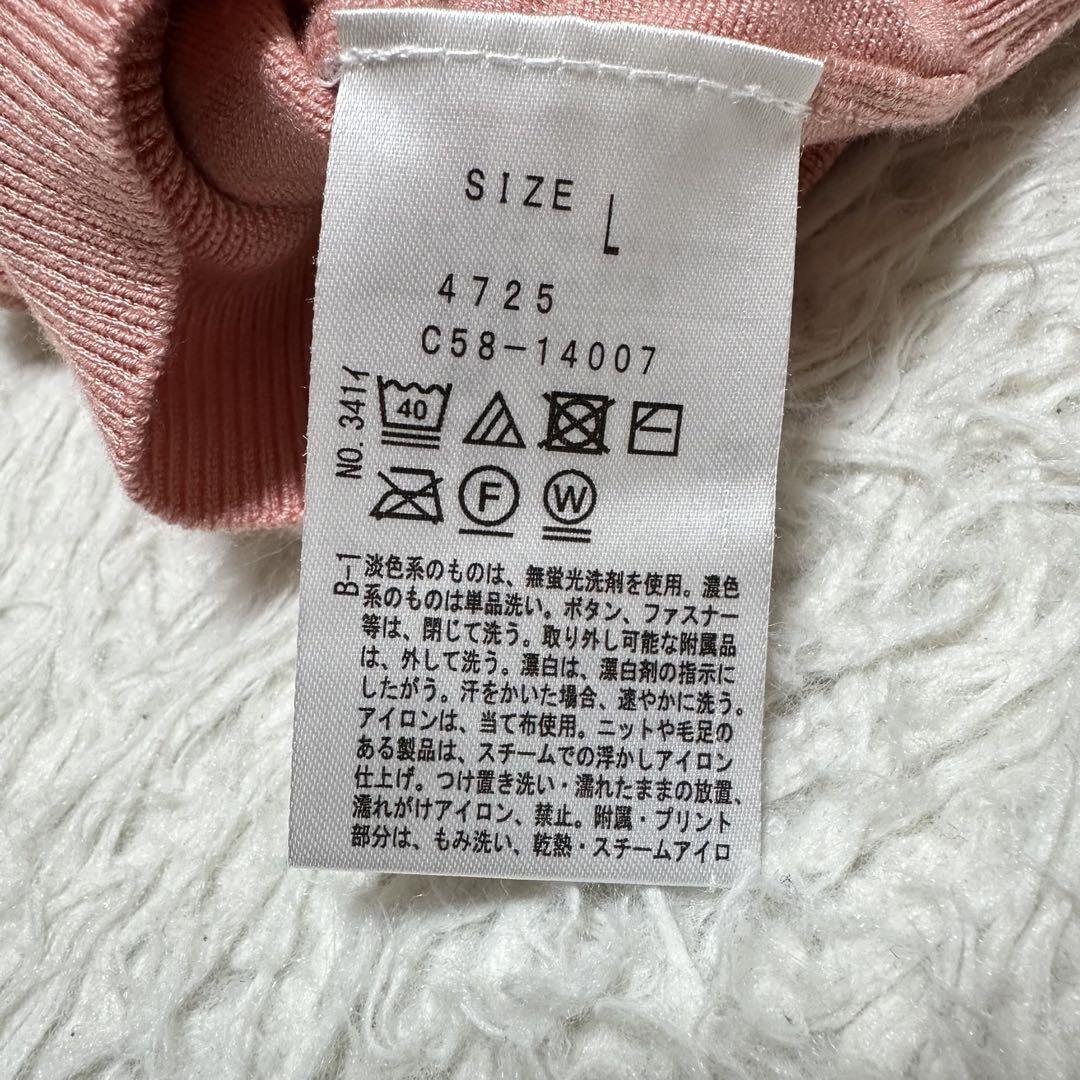 SIZE L
4725
C58-14007
NO. 341イ
40
F W
B-1
淡色系のものは、無蛍光洗剤を使用。濃色
系のものは単品洗い。ボタン、ファスナー
等は、閉じて洗う。取り外し可能な附属品
は、外して洗う。漂白は、漂白剤の指示に
したがう。汗をかいた場合、速やかに洗う。
アイロンは、当て布使用。ニットや毛足の
ある製品は、スチームでの浮かしアイロン
仕上げ。つけ置き洗い・濡れたままの放置、
濡れがけアイロン、禁止。附属・プリント
部分は、もみ洗い、乾熱・スチームアイロ